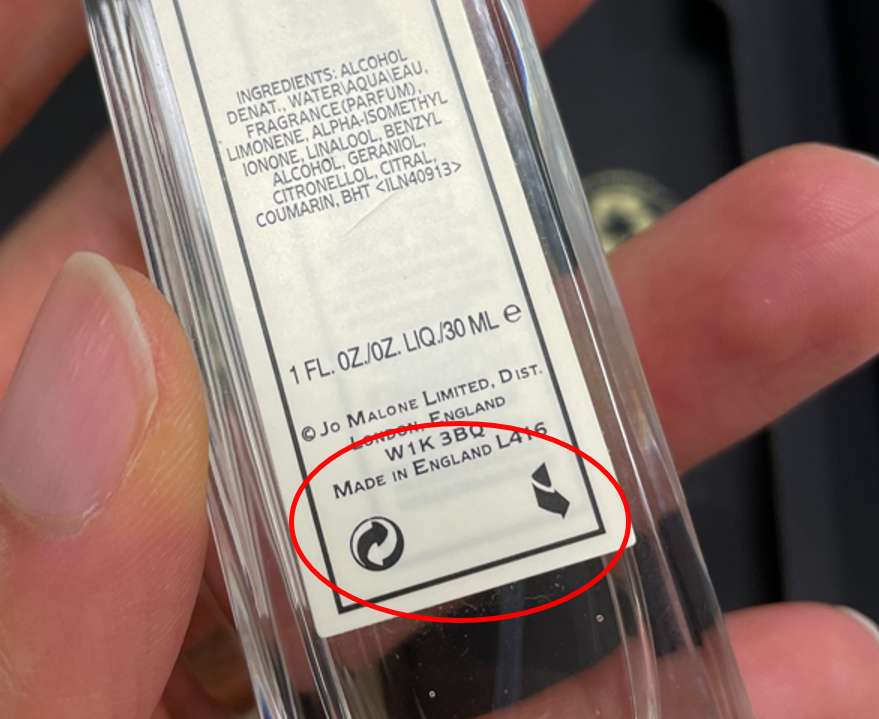 INGREDIENTS: ALCOHOL
DENAT., WATER\AQUA\EAU,
FRAGRANCE(PARFUM),
LIMONENE, ALPHA-ISOMETHYL
IONONE, LINALOOL, BENZYL
ALCOHOL, GERANIOL,
CITRONELLOL, CITRAL,
COUMARIN, BHT <ILN40913>
1 FL. OZ./OZ. LIQ./30 ML ℮
© JO MALONE LIMITED, DIST.
LONDON, ENGLAND
W1K 3BQ
MADE IN ENGLAND L416